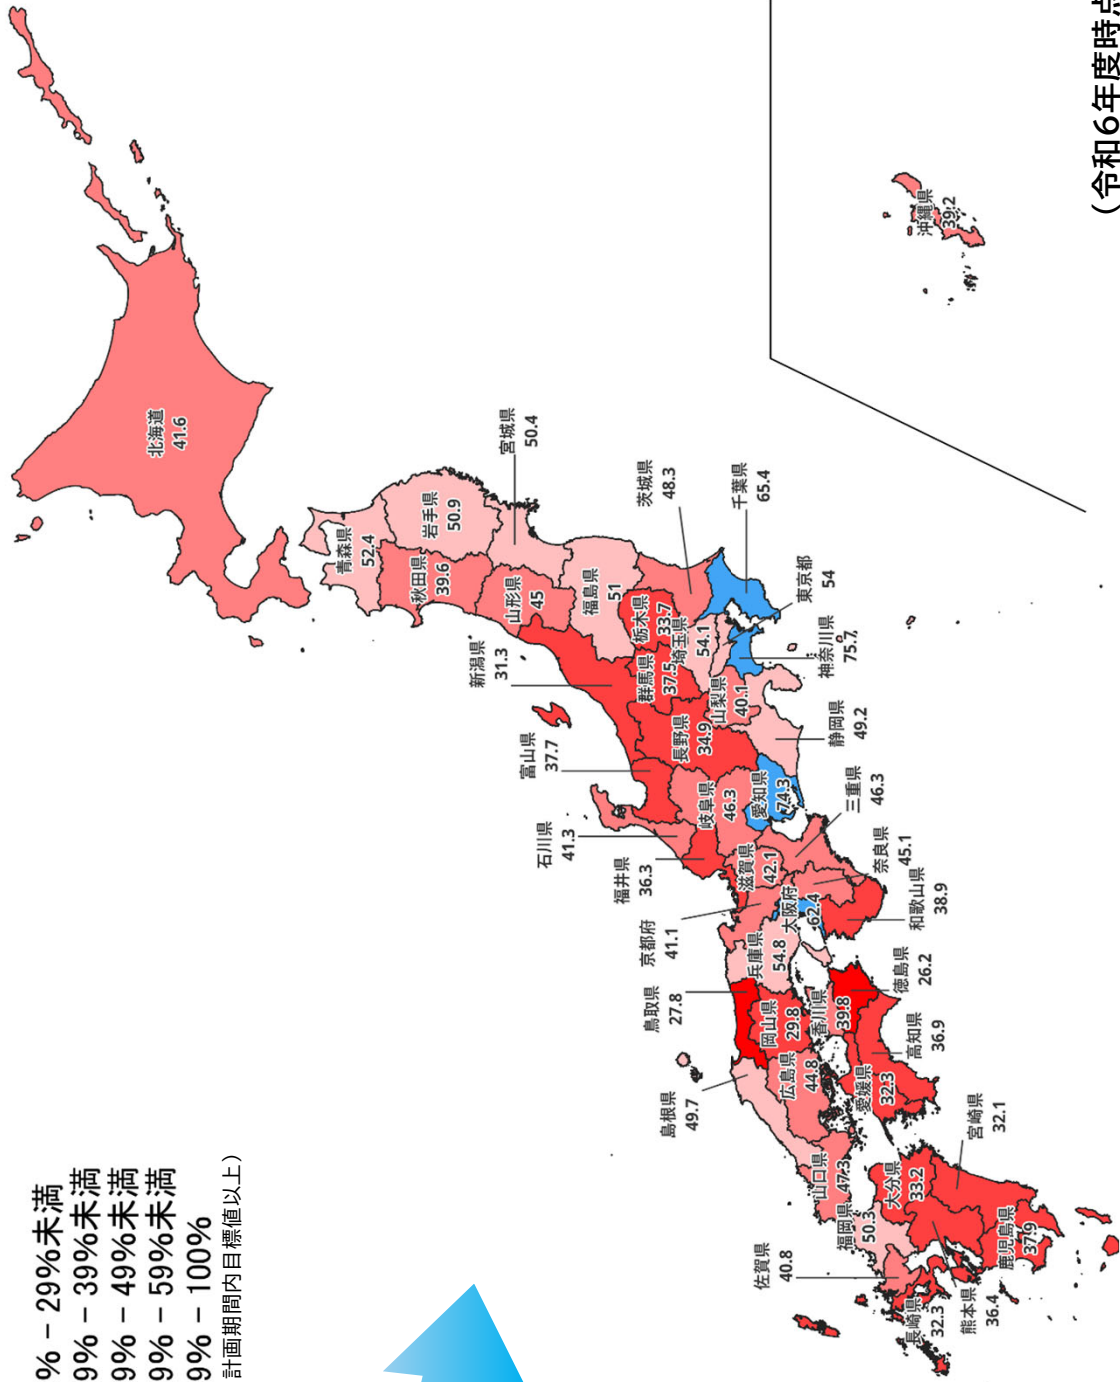 % – 29%未満
9% – 39%未満
9% – 49%未満
9% – 59%未満
9% – 100%
計画期間内目標値以上)
北海道
41.6
青森県
52.4
岩手県
50.9
宮城県
50.4
秋田県
39.6
山形県
45
福島県
51
茨城県
48.3
栃木県
33.7
群馬県
37.5
埼玉県
54.1
千葉県
65.4
東京都
54
神奈川県
75.7
新潟県
31.3
富山県
37.7
石川県
41.3
福井県
36.3
山梨県
40.1
長野県
34.9
岐阜県
46.3
静岡県
49.2
愛知県
74.3
三重県
46.3
滋賀県
42.1
京都府
41.1
大阪府
62.4
兵庫県
54.8
奈良県
45.1
和歌山県
38.9
鳥取県
27.8
島根県
49.7
岡山県
29.8
広島県
44.8
山口県
47.3
徳島県
26.2
香川県
39.8
愛媛県
32.3
高知県
36.9
福岡県
50.3
佐賀県
40.8
長崎県
32.3
熊本県
36.4
大分県
33.2
宮崎県
32.1
鹿児島県
37.9
沖縄県
39.2
(令和6年度時点